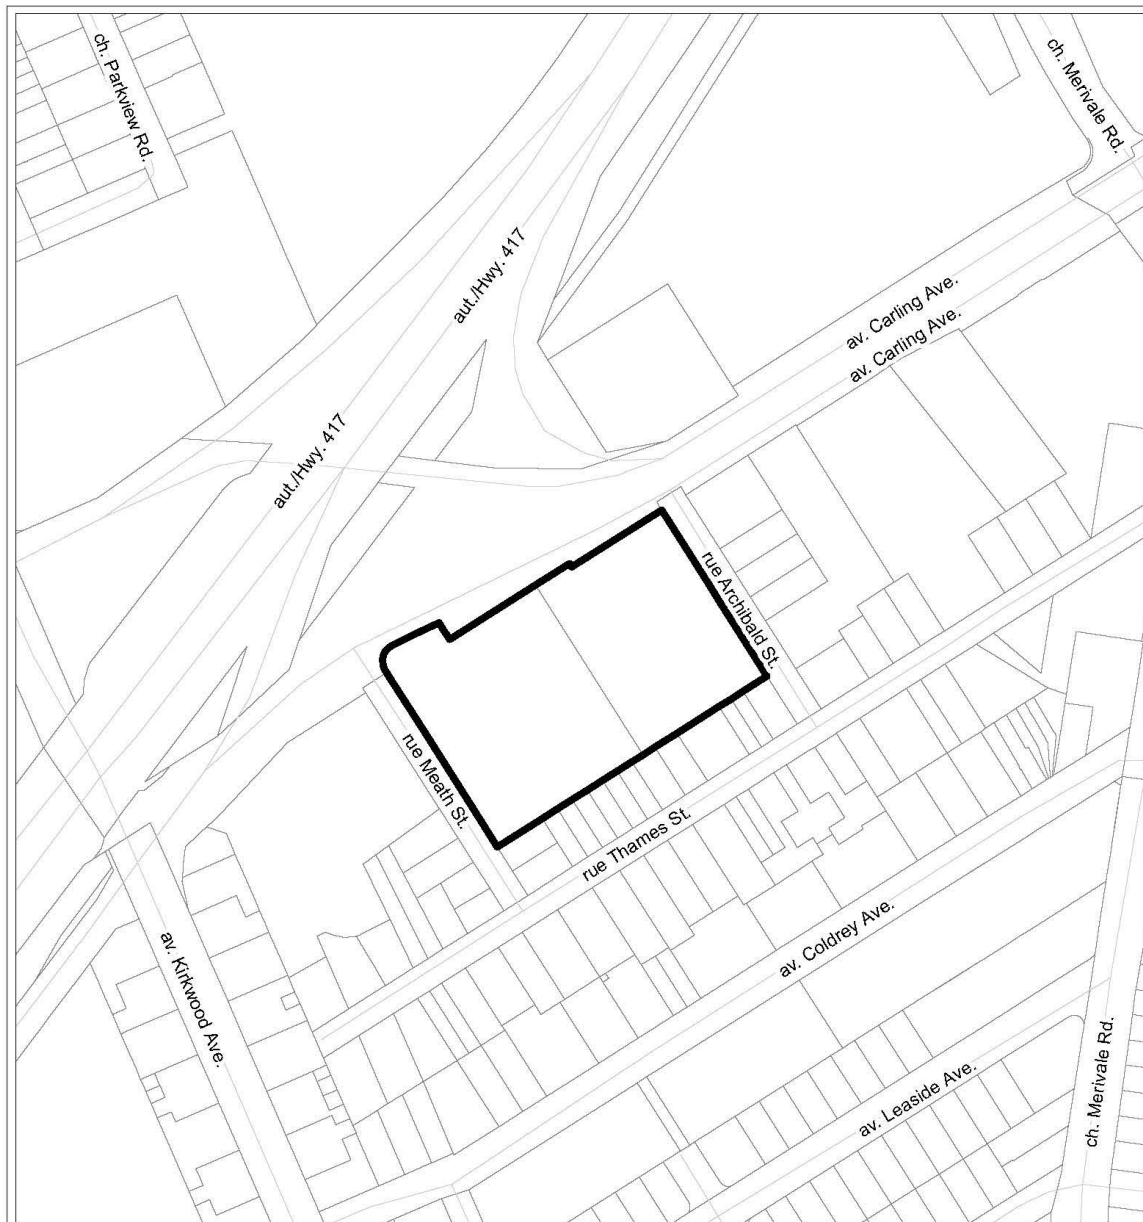 ch. Parkview Rd.
ch. Merivale Rd.
aut./Hwy. 417
av. Carling Ave.
av. Carling Ave.
aut./Hwy. 417
rue Archibald St.
rue Meath St.
rue Thames St.
av. Coldrey Ave.
av. Kirkwood Ave.
av. Leaside Ave.
ch. Merivale Rd.